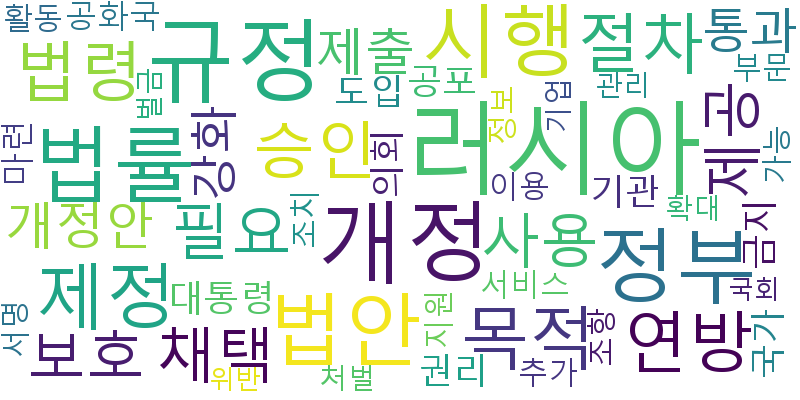 활동
공화국
규정
시행
통과
법령
제출
절차
부문
벌금
도입
공포
관리
법률
강화
승인
정보
기업
러시아
제공
마련
의회
이용
기관
가능
개정안
필요
조치
개정
사용
확대
금지
정부
국회
제정
대통령
법안
지원
서비스
서명
보호
채택
목적
조항
연방
국가
위반
처벌
권리
추가